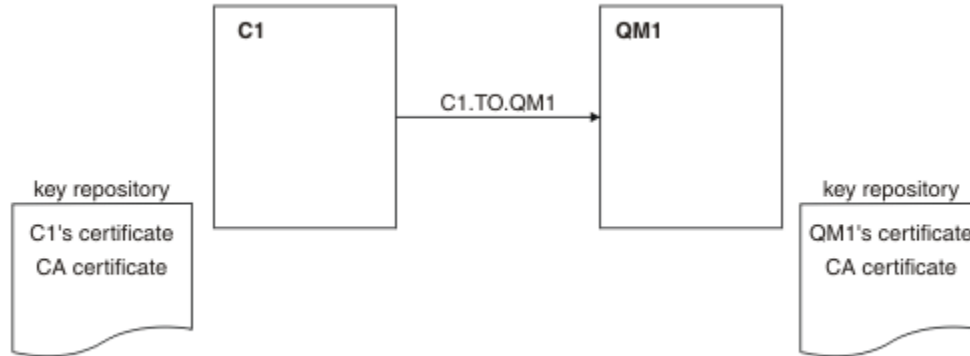 C1
QM1
C1.TO.QM1
key repository
C1's certificate
CA certificate
key repository
QM1's certificate
CA certificate